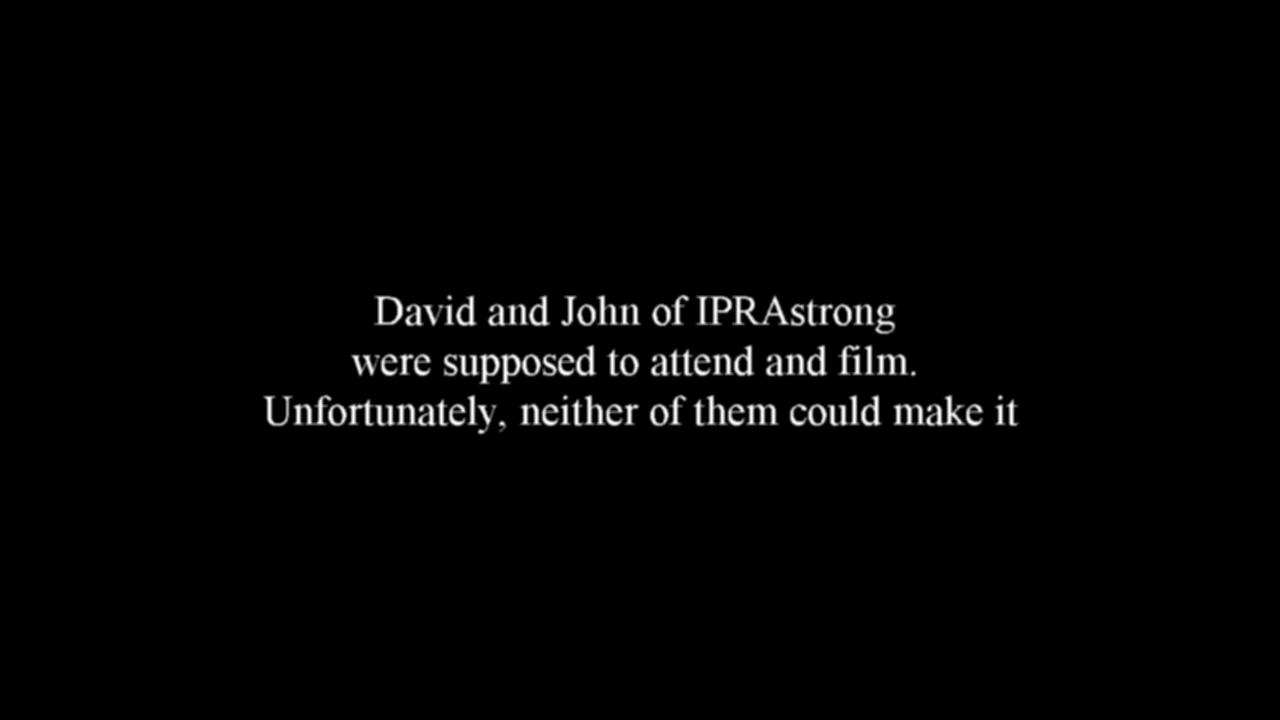 David and John of IPRAstrong
were supposed to attend and film.
Unfortunately, neither of them could make it